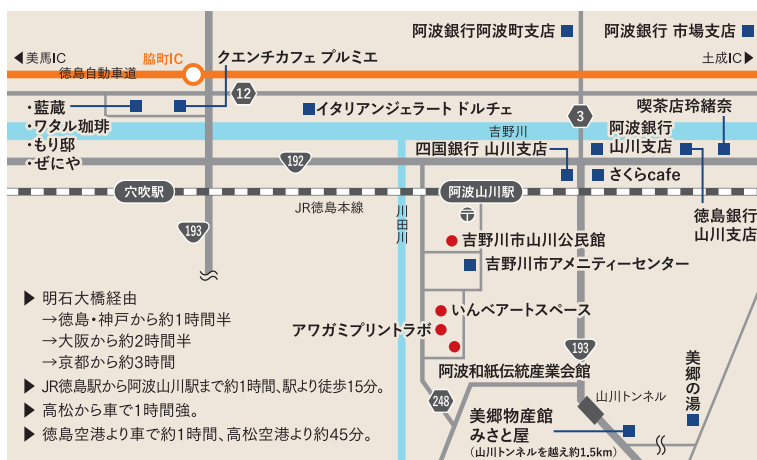 阿波銀行阿波町支店
阿波銀行 市場支店
美馬IC
脇町IC
クエンチカフェ プルミエ
土成IC
徳島自動車道
12
・藍蔵
・ワタル珈琲
・もり邸
・ぜにや
イタリアンジェラート ドルチェ
3
喫茶店玲緒奈
吉野川
阿波銀行
山川支店
四国銀行 山川支店
192
さくらcafe
穴吹駅
阿波山川駅
JR徳島本線
川田川
徳島銀行
山川支店
193
吉野川市山川公民館
吉野川市アメニティーセンター
▶ 明石大橋経由
→徳島・神戸から約1時間半
→大阪から約2時間半
→京都から約3時間
いんべアートスペース
アワガミプリントラボ
193
阿波和紙伝統産業会館
美郷の湯
▶ JR徳島駅から阿波山川駅まで約1時間、駅より徒歩15分。
248
山川トンネル
▶ 高松から車で1時間強。
美郷物産館
みさと屋
▶ 徳島空港より車で約1時間、高松空港より約45分。
（山川トンネルを越え約1,5km）